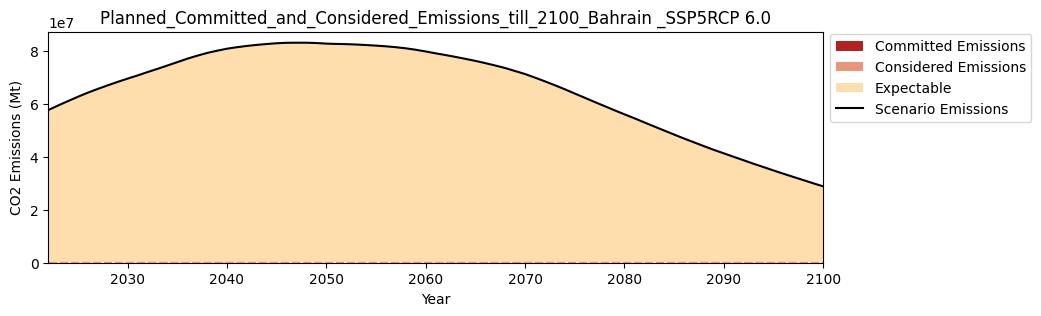 Planned_Committed_and_Considered_Emissions_till_2100_Bahrain _SSP5RCP 6.0
1e7
8
6
4
2
0
CO2 Emissions (Mt)
2030 2040 2050 2060 2070 2080 2090 2100
Year
Committed Emissions
Considered Emissions
Expectable
Scenario Emissions